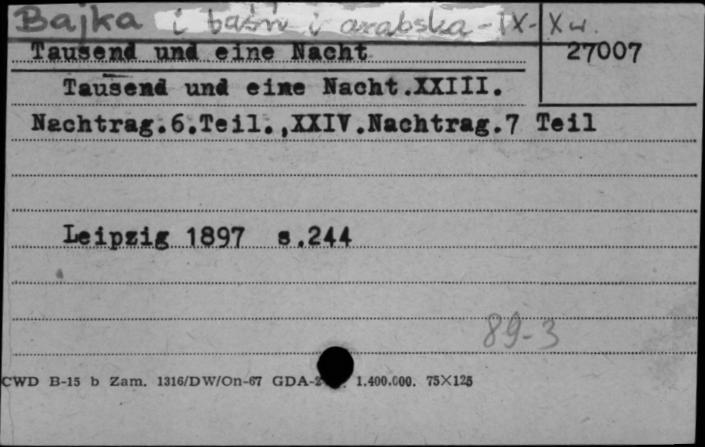 Bajka i baśń i arabska - IX - X w.
Tausend und eine Nacht
27007
Tausend und eine Nacht.XXIII.
Nachtrag.6.Teil.,XXIV.Nachtrag.7 Teil
Leipzig 1897 s.244
89-3
CWD B-15 b Zam. 1316/DW/On-67 GDA-2 1.400.000. 75×125